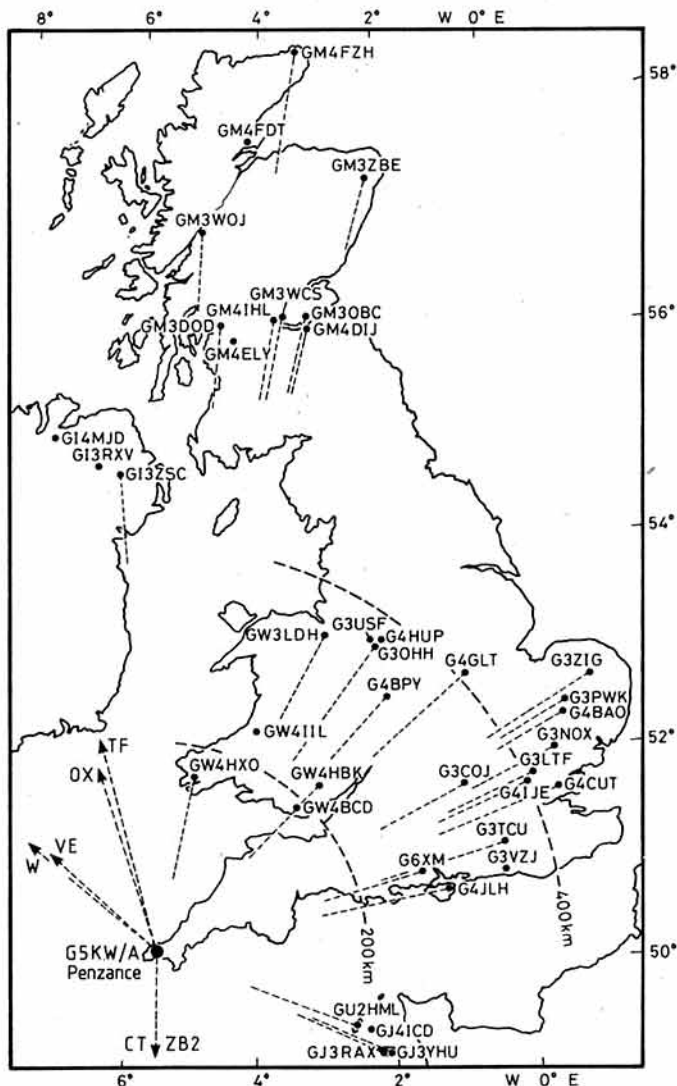 8° 6° 4° 2° W 0° E
58°
GM4FZH
GM4FDT
GM3ZBE
GM3WOJ
56°
GM3WCS
GM4IHL
GM3OBC
GM3DOD
GM4DIJ
GM4ELY
GI4MJD
GI3RXV
GI3ZSC
54°
GW3LDH
G3USF
G4HUP
G3OHH
G4GLT
G3ZIG
G4BPY
G3PWK
G4BAO
GW4IIL
G3NOX
52°
TF
OX
GW4HXO
GW4HBK
G3COJ
G3LTF
G4IJE
G4CUT
GW4BCD
G3TCU
G6XM
G3VZJ
VE
W
G4JLH
400km
200km
50°
G5KW/A
Penzance
GU2HML
GJ4ICD
CT ZB2
GJ3RAX
GJ3YHU
6° 4° 2° W 0° E